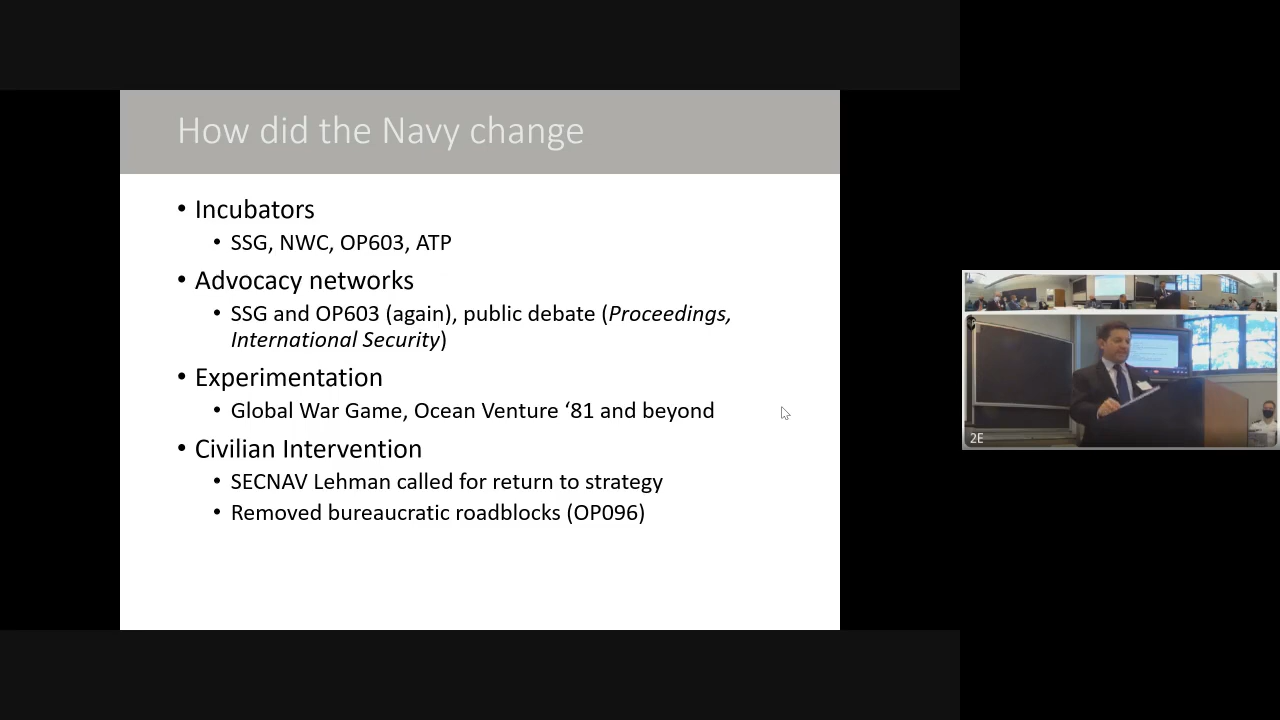 How did the Navy change
• Incubators
• SSG, NWC, OP603, ATP
• Advocacy networks
• SSG and OP603 (again), public debate (Proceedings,
International Security)
• Experimentation
• Global War Game, Ocean Venture ‘81 and beyond
• Civilian Intervention
• SECNAV Lehman called for return to strategy
• Removed bureaucratic roadblocks (OP096)
2E